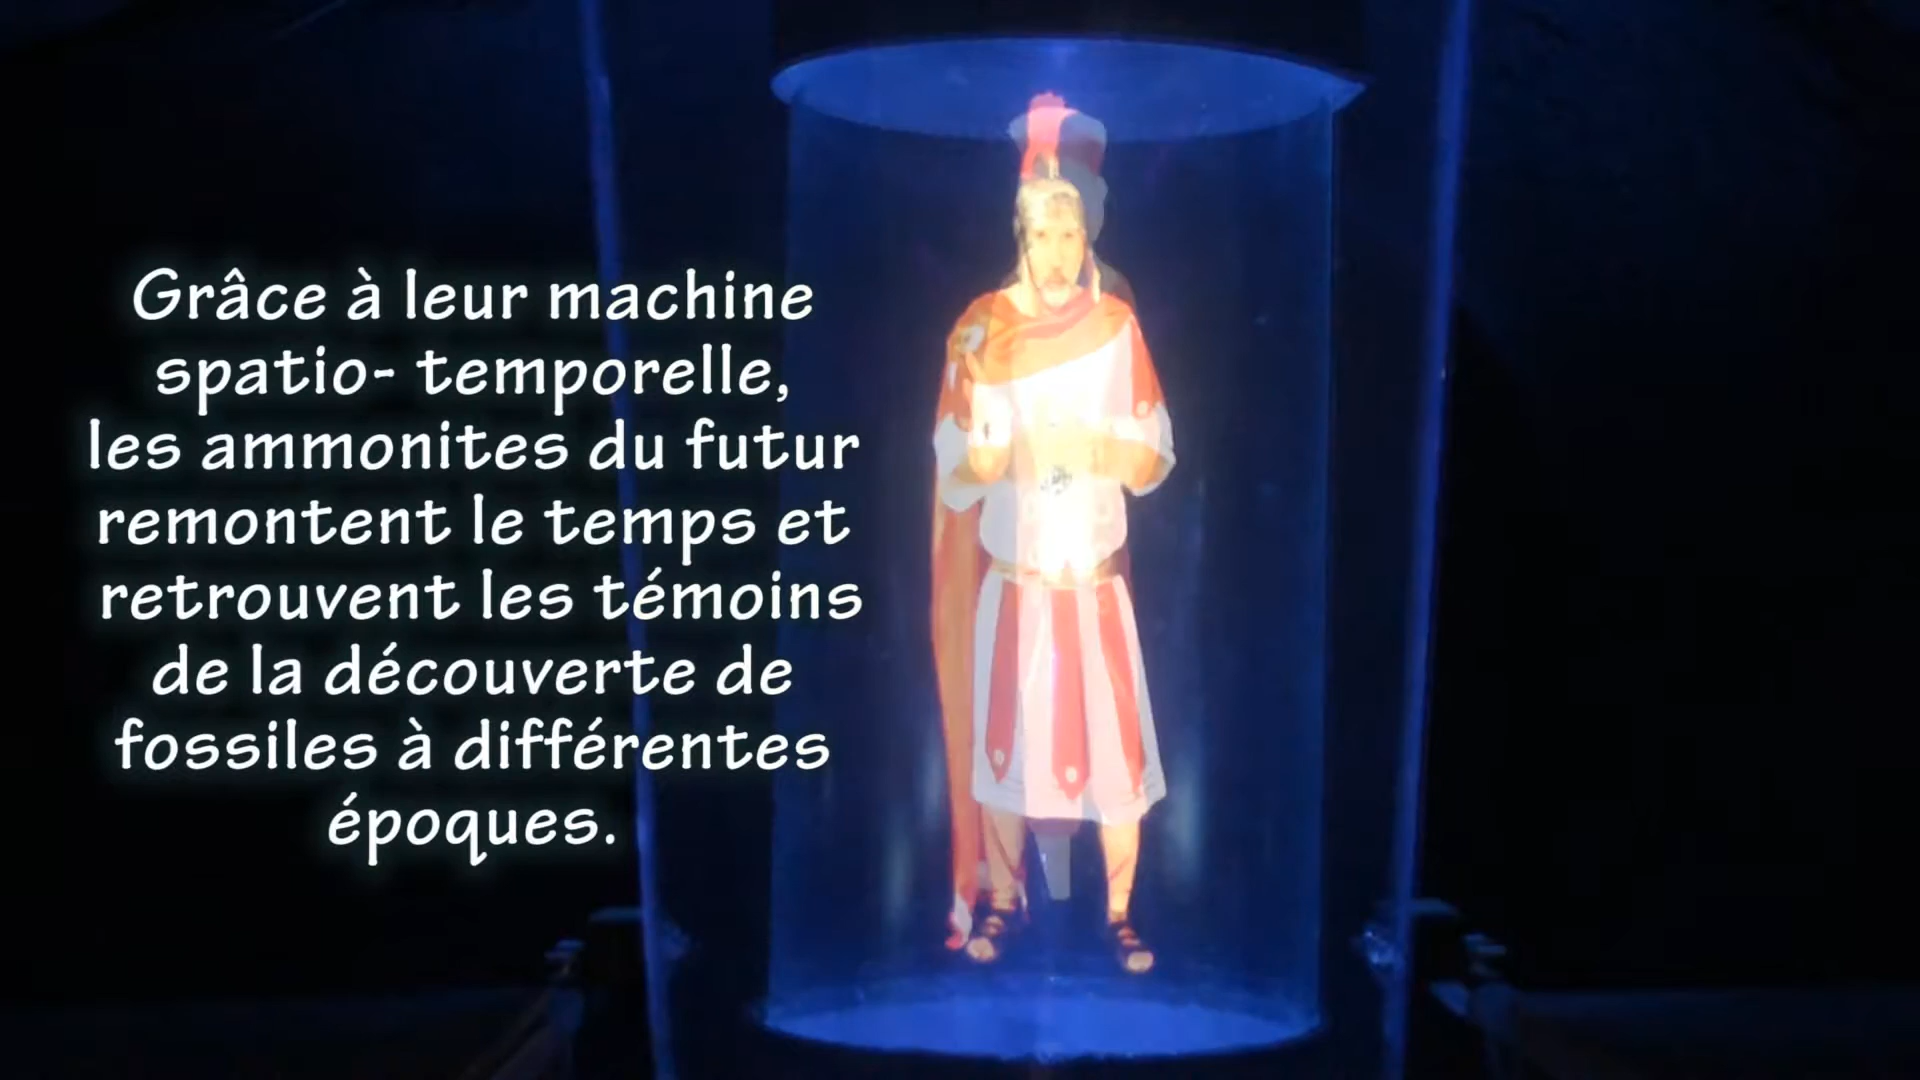 Grâce à leur machine
spatio- temporelle,
les ammonites du futur
remontent le temps et
retrouvent les témoins
de la découverte de
fossiles à différentes
époques.